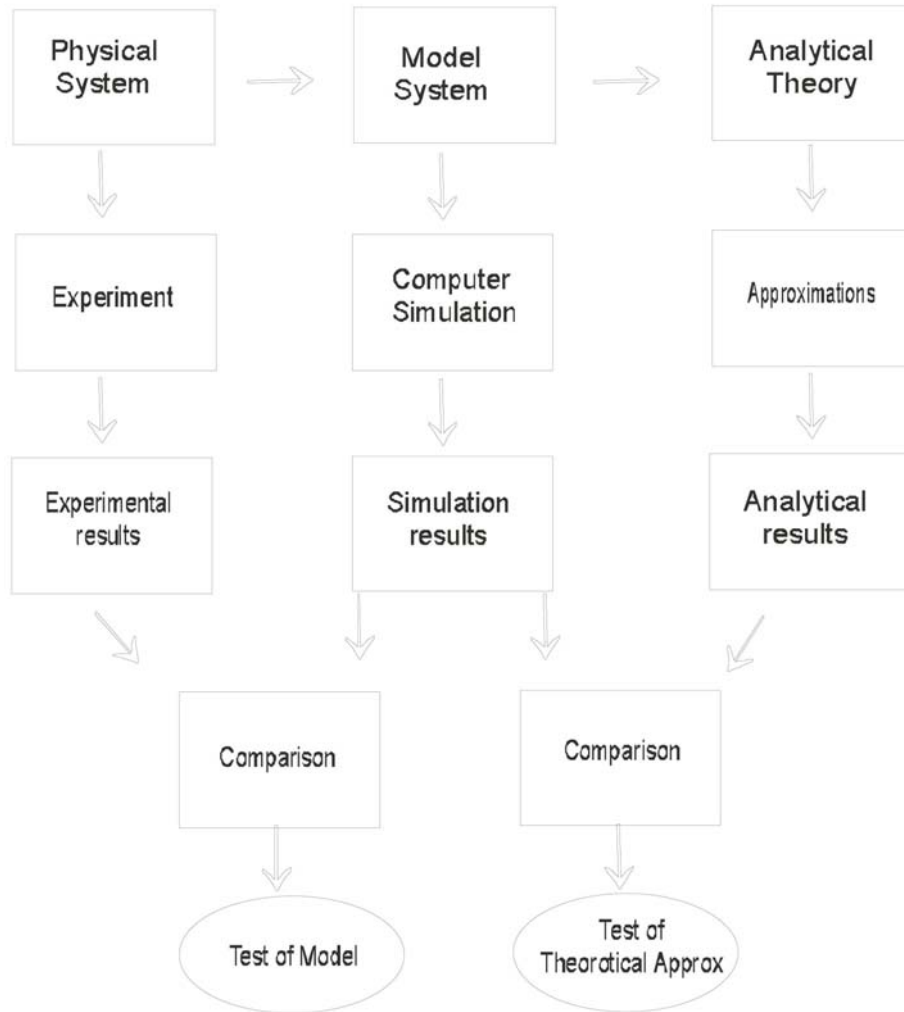 Physical
System
Model
System
Analytical
Theory
Experiment
Computer
Simulation
Approximations
Experimental
results
Simulation
results
Analytical
results
Comparison
Comparison
Test of Model
Test of
Theorotical Approx